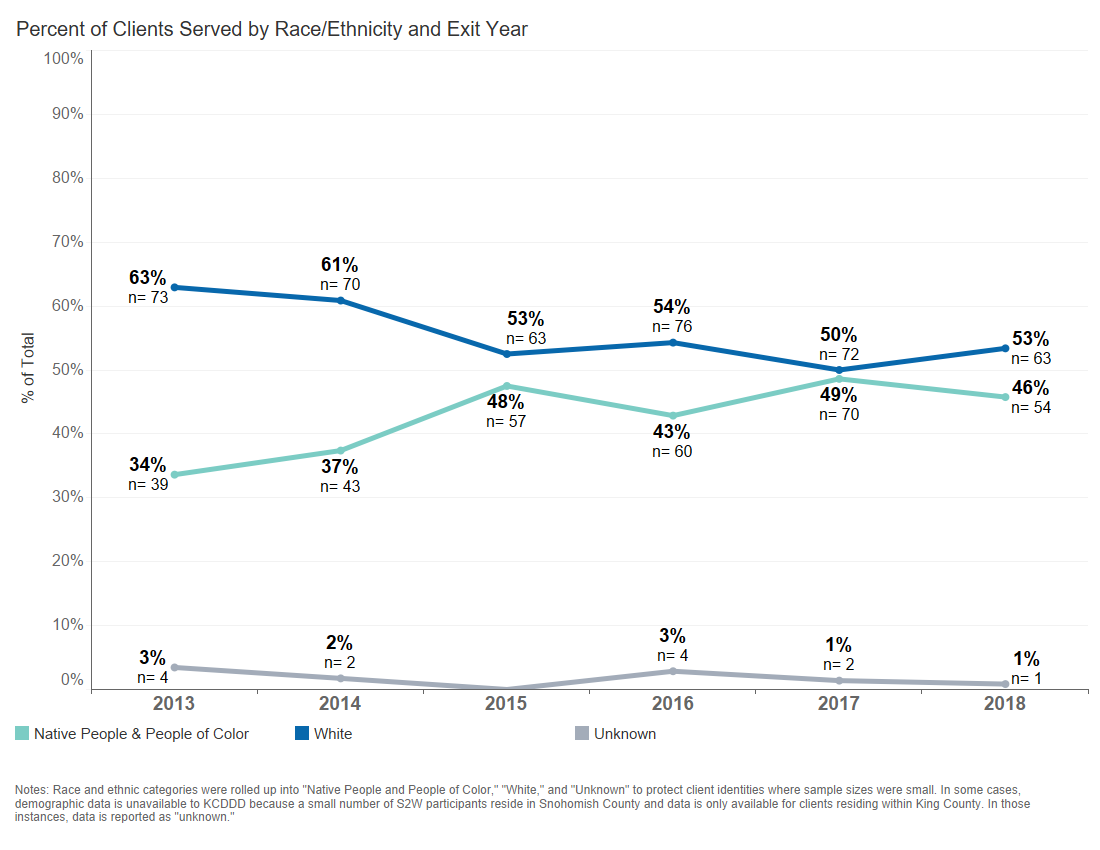 Percent of Clients Served by Race/Ethnicity and Exit Year
100%
90%
80%
70%
60%
50%
40%
30%
20%
10%
0%
% of Total
63%
n= 73
61%
n= 70
53%
n= 63
54%
n= 76
50%
n= 72
53%
n= 63
34%
n= 39
37%
n= 43
48%
n= 57
43%
n= 60
49%
n= 70
46%
n= 54
3%
n= 4
2%
n= 2
3%
n= 4
1%
n= 2
1%
n= 1
2013 2014 2015 2016 2017 2018
Native People & People of Color White Unknown
Notes: Race and ethnic categories were rolled up into "Native People and People of Color," "White," and "Unknown" to protect client identities where sample sizes were small. In some cases,
demographic data is unavailable to KCDDD because a small number of S2W participants reside in Snohomish County and data is only available for clients residing within King County. In those
instances, data is reported as "unknown."